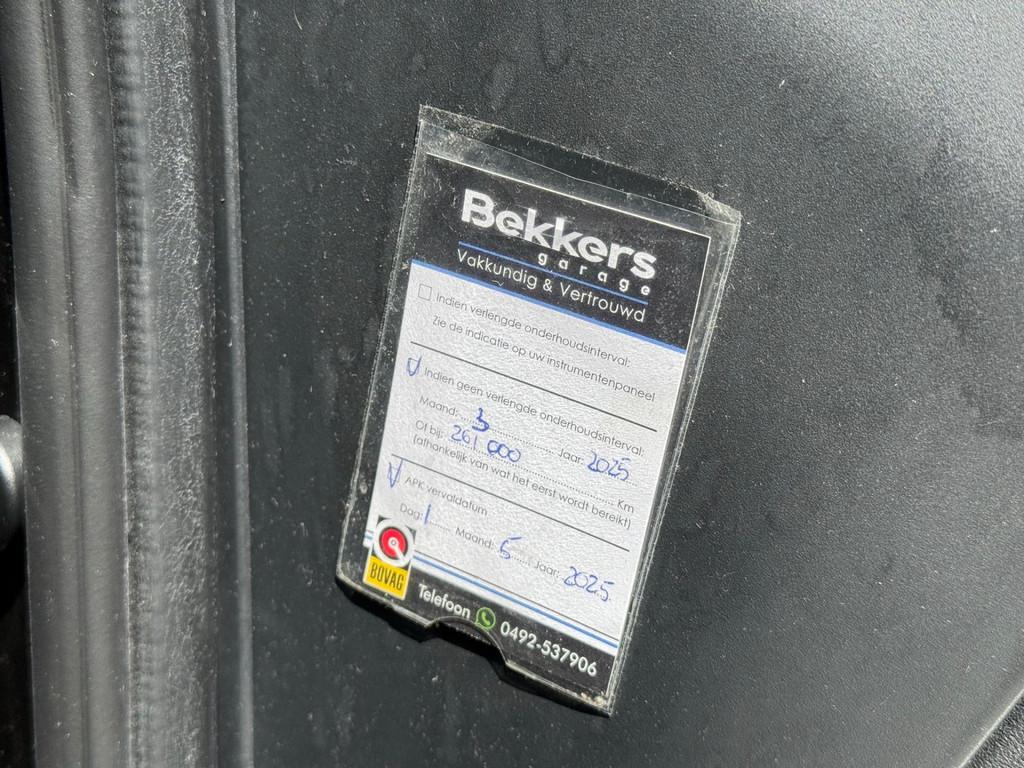 Bekkers
garage
Vakkundig & Vertrouwd
Indien verlengde onderhoudsinterval:
Zie de indicatie op uw instrumentenpaneel
Indien geen verlengde onderhoudsinterval:
Maand: 3 Jaar: 2025
Of bij: 261 000 Km
(afhankelijk van wat het eerst wordt bereikt)
APK vervaldatum
Dag: 1 Maand: 5 Jaar: 2025
BOVAG
Telefoon 0492-537906